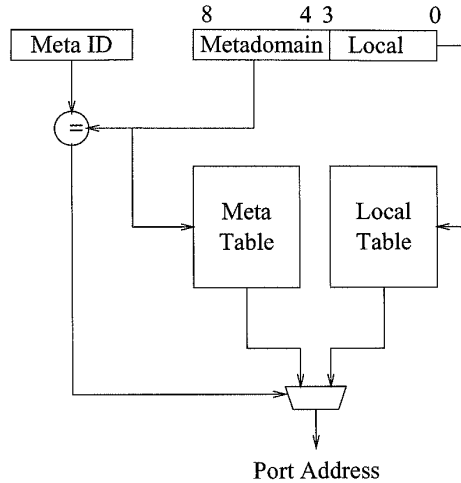 8 4 3 0
Meta ID Metadomain Local
=
Meta Local
Table Table
Port Address